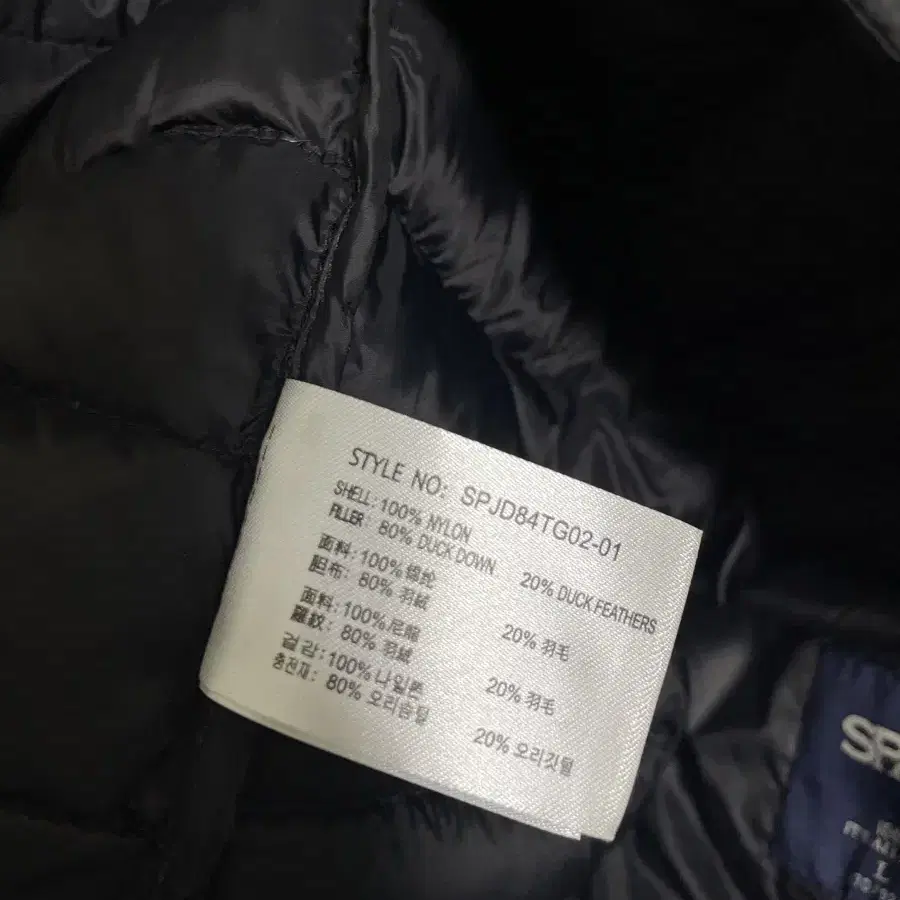 STYLE NO: SPJD84TG02-01
SHELL: 100% NYLON
FILLER: 80% DUCK DOWN 20% DUCK FEATHERS
面料: 100% 锦纶
胆布: 80% 羽絨 20% 羽毛
面料: 100% 尼龍
羅紋: 80% 羽絨 20% 羽毛
겉감: 100% 나일론
충전재: 80% 오리솜털 20% 오리깃털
L